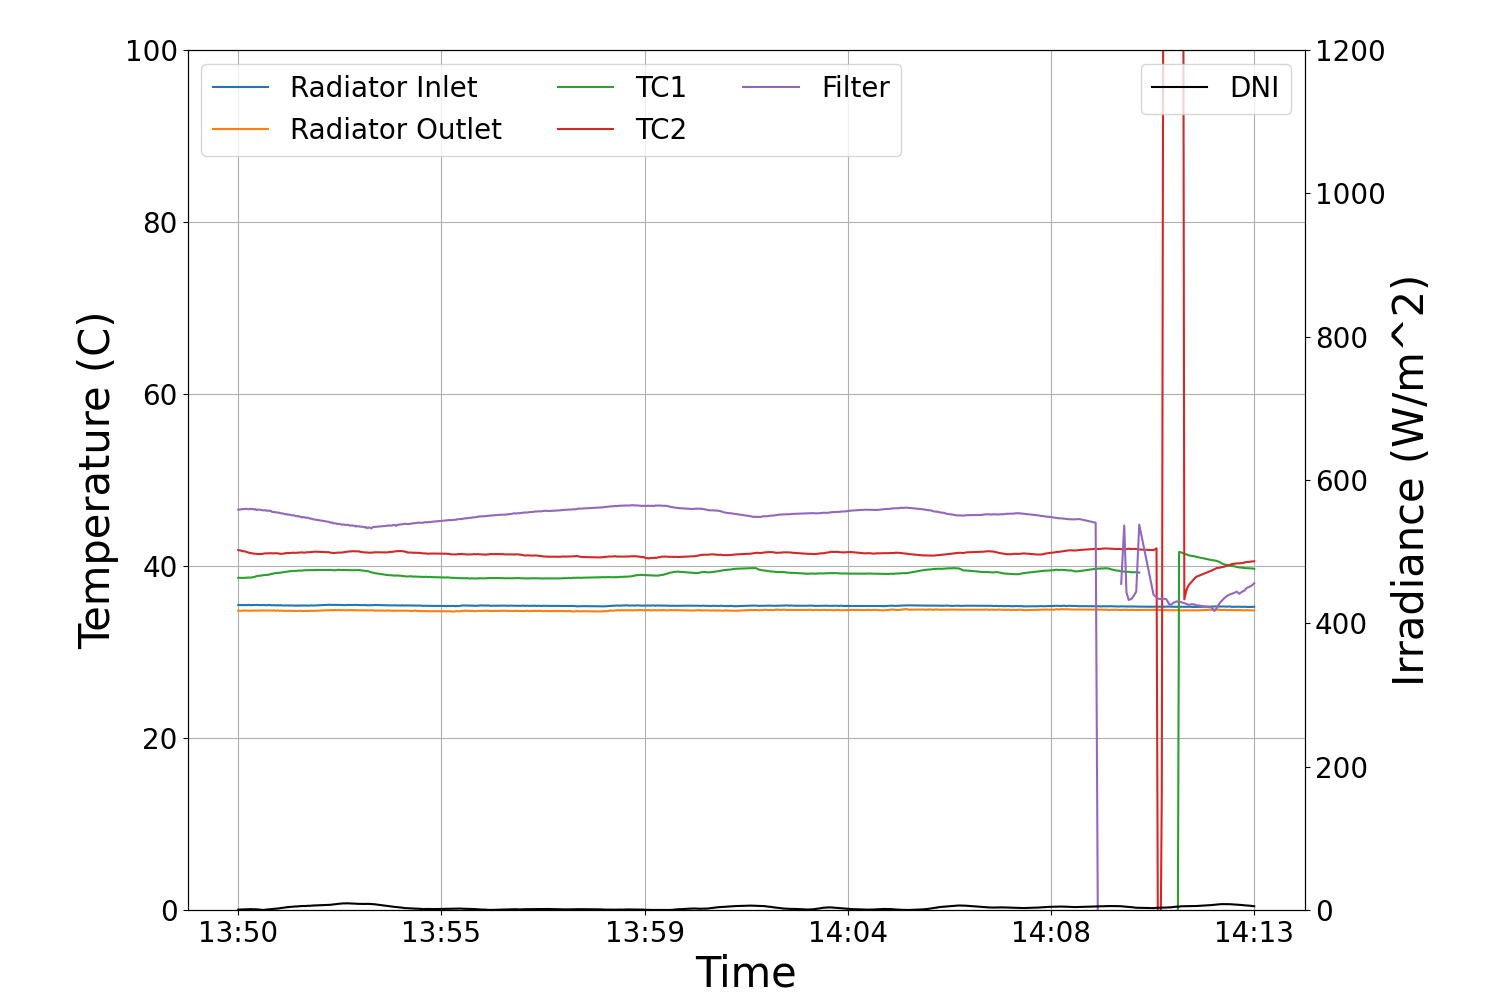 100
80
60
40
20
0
Temperature (C)
Radiator Inlet
Radiator Outlet
TC1
TC2
Filter
DNI
1200
1000
800
600
400
200
0
Irradiance (W/m^2)
13:50
13:55
13:59
14:04
14:08
14:13
Time